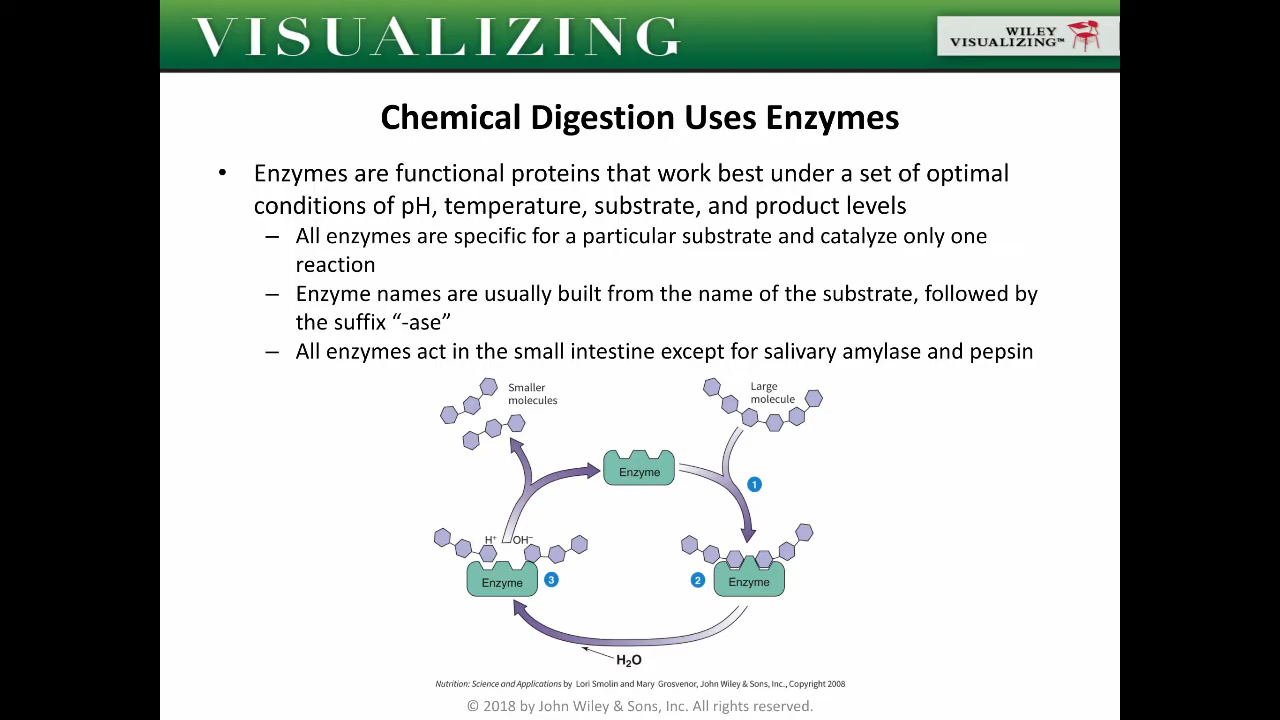 VISUALIZING
WILEY
VISUALIZING™
Chemical Digestion Uses Enzymes
• Enzymes are functional proteins that work best under a set of optimal
conditions of pH, temperature, substrate, and product levels
– All enzymes are specific for a particular substrate and catalyze only one
reaction
– Enzyme names are usually built from the name of the substrate, followed by
the suffix “-ase”
– All enzymes act in the small intestine except for salivary amylase and pepsin
Smaller
molecules
Large
molecule
Enzyme
1
H⁺ OH⁻
Enzyme
3
2
Enzyme
H₂O
Nutrition: Science and Applications by Lori Smolin and Mary Grosvenor, John Wiley & Sons, Inc., Copyright 2008
© 2018 by John Wiley & Sons, Inc. All rights reserved.